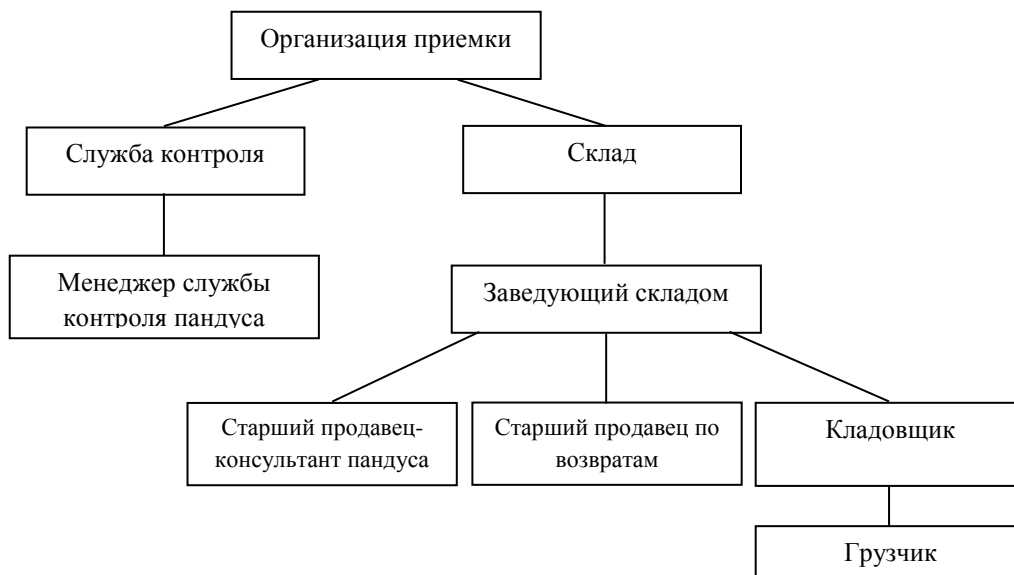 Организация приемки
Служба контроля
Склад
Менеджер службы
контроля пандуса
Заведующий складом
Старший продавец-
консультант пандуса
Старший продавец по
возвратам
Кладовщик
Грузчик